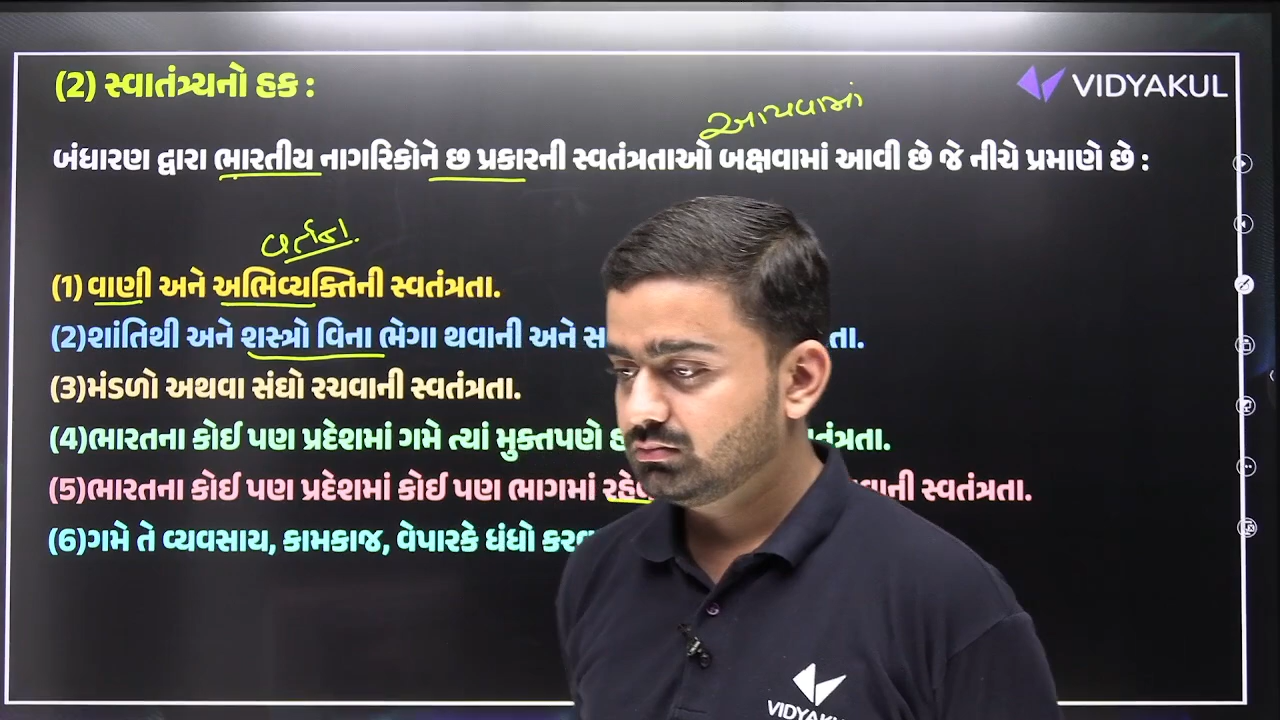 (2) સ્વાતંત્ર્યનો હક :
VIDYAKUL
આપવામાં
બંધારણ દ્વારા ભારતીય નાગરિકોને છ પ્રકારની સ્વતંત્રતાઓ બક્ષવામાં આવી છે જે નીચે પ્રમાણે છે :
વર્તન.
(1) વાણી અને અભિવ્યક્તિની સ્વતંત્રતા.
(2)શાંતિથી અને શસ્ત્રો વિના ભેગા થવાની અને
(3)મંડળો અથવા સંઘો રચવાની સ્વતંત્રતા.
(4)ભારતના કોઈ પણ પ્રદેશમાં ગમે ત્યાં મુક્તપણે
(5)ભારતના કોઈ પણ પ્રદેશમાં કોઈ પણ ભાગમાં સ્વતંત્રતા.
(6)ગમે તે વ્યવસાય, કામકાજ, વેપારકે ધંધો
VIDYAKUL